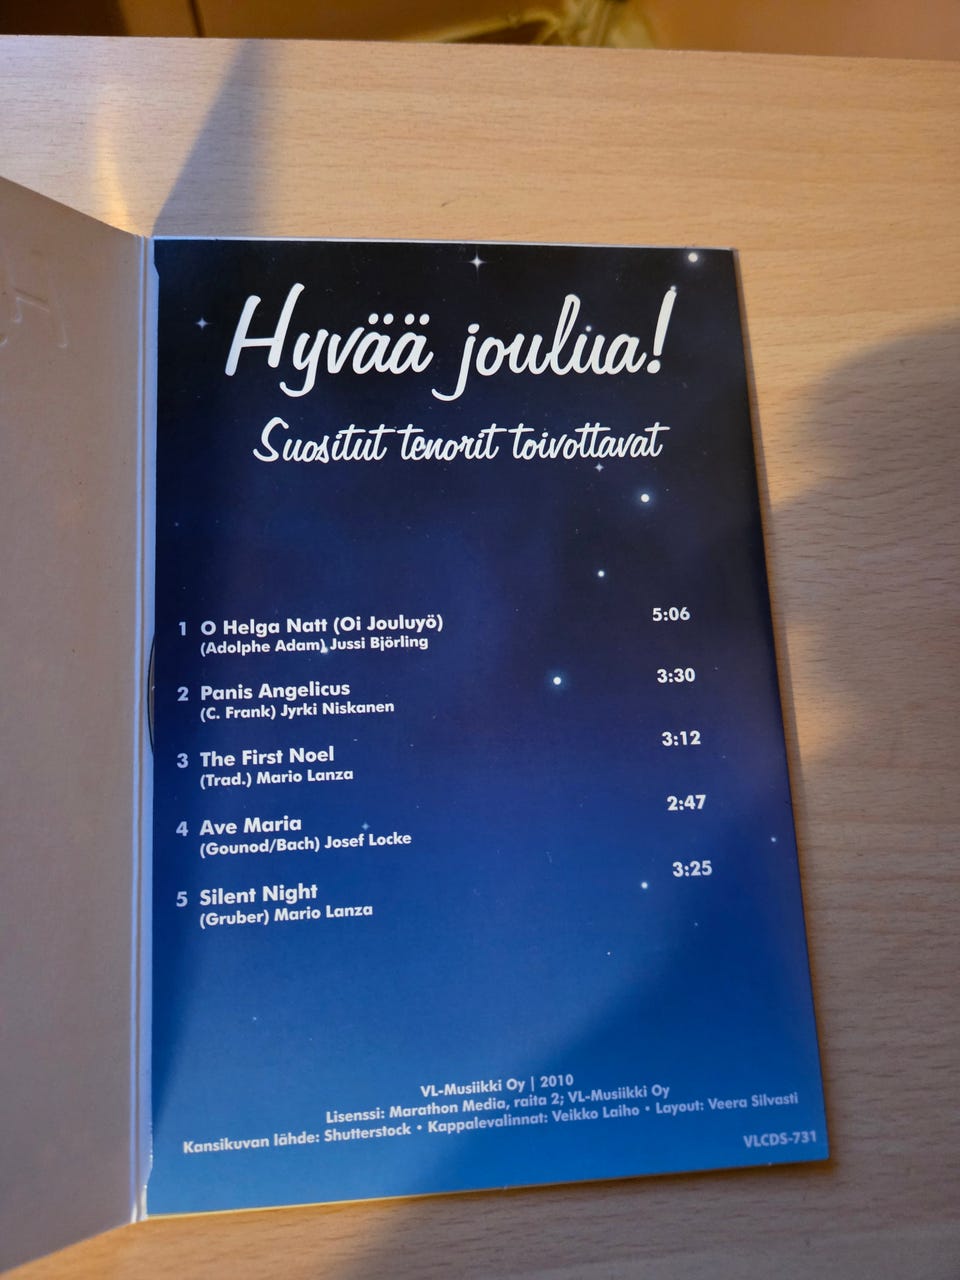 Hyvää joulua!
Suositut tenorit toivottavat
1 O Helga Natt (Oi Jouluyö) 5:06
(Adolphe Adam) Jussi Björling
2 Panis Angelicus 3:30
(C. Frank) Jyrki Niskanen
3 The First Noel 3:12
(Trad.) Mario Lanza
4 Ave Maria 2:47
(Gounod/Bach) Josef Locke
5 Silent Night 3:25
(Gruber) Mario Lanza
VL-Musiikki Oy | 2010
Lisenssi: Marathon Media, raita 2; VL-Musiikki Oy
Kansikuvan lähde: Shutterstock • Kappalevalinnat: Veikko Laiho • Layout: Veera Silvasti
VLCDS-731